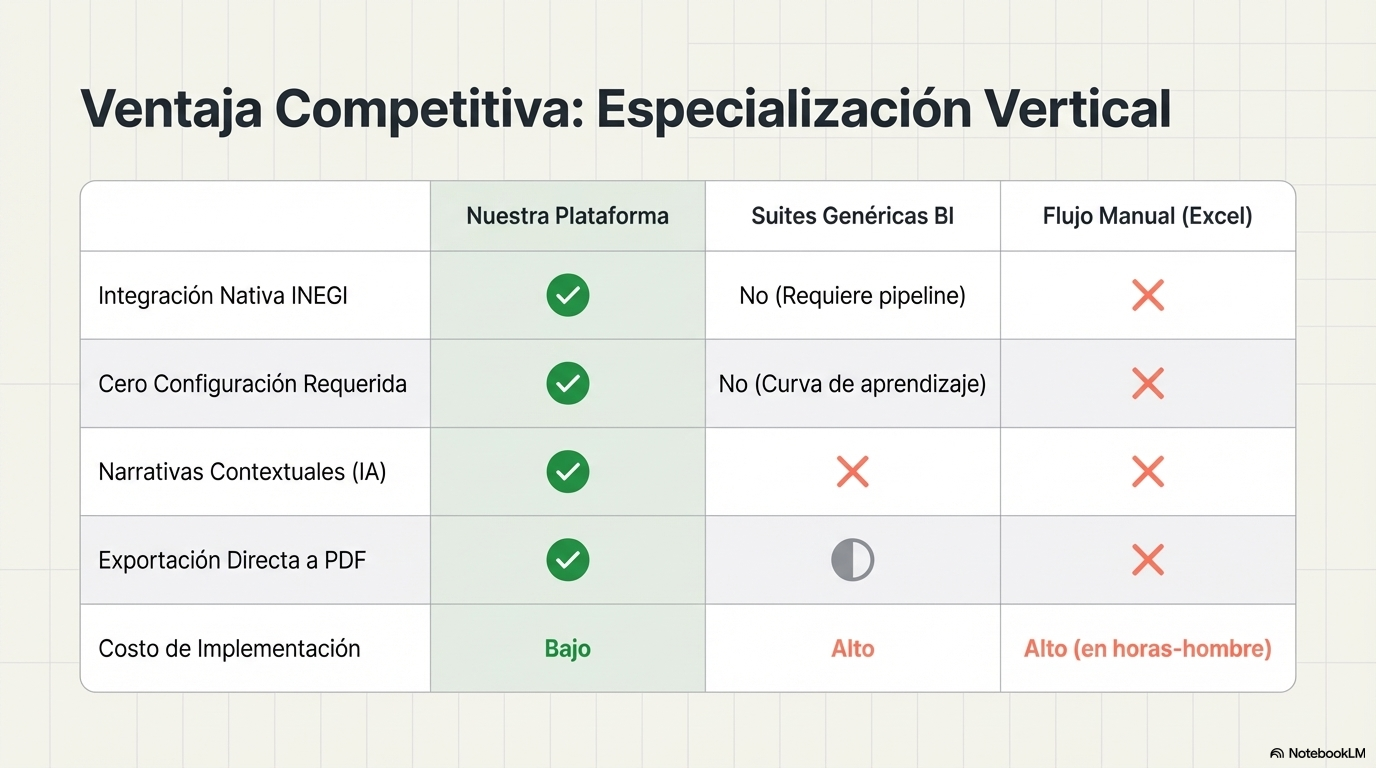 Ventaja Competitiva: Especialización Vertical
Nuestra Plataforma
Suites Genéricas BI
Flujo Manual (Excel)
Integración Nativa INEGI
No (Requiere pipeline)
Cero Configuración Requerida
No (Curva de aprendizaje)
Narrativas Contextuales (IA)
Exportación Directa a PDF
Costo de Implementación
Bajo
Alto
Alto (en horas-hombre)
NotebookLM